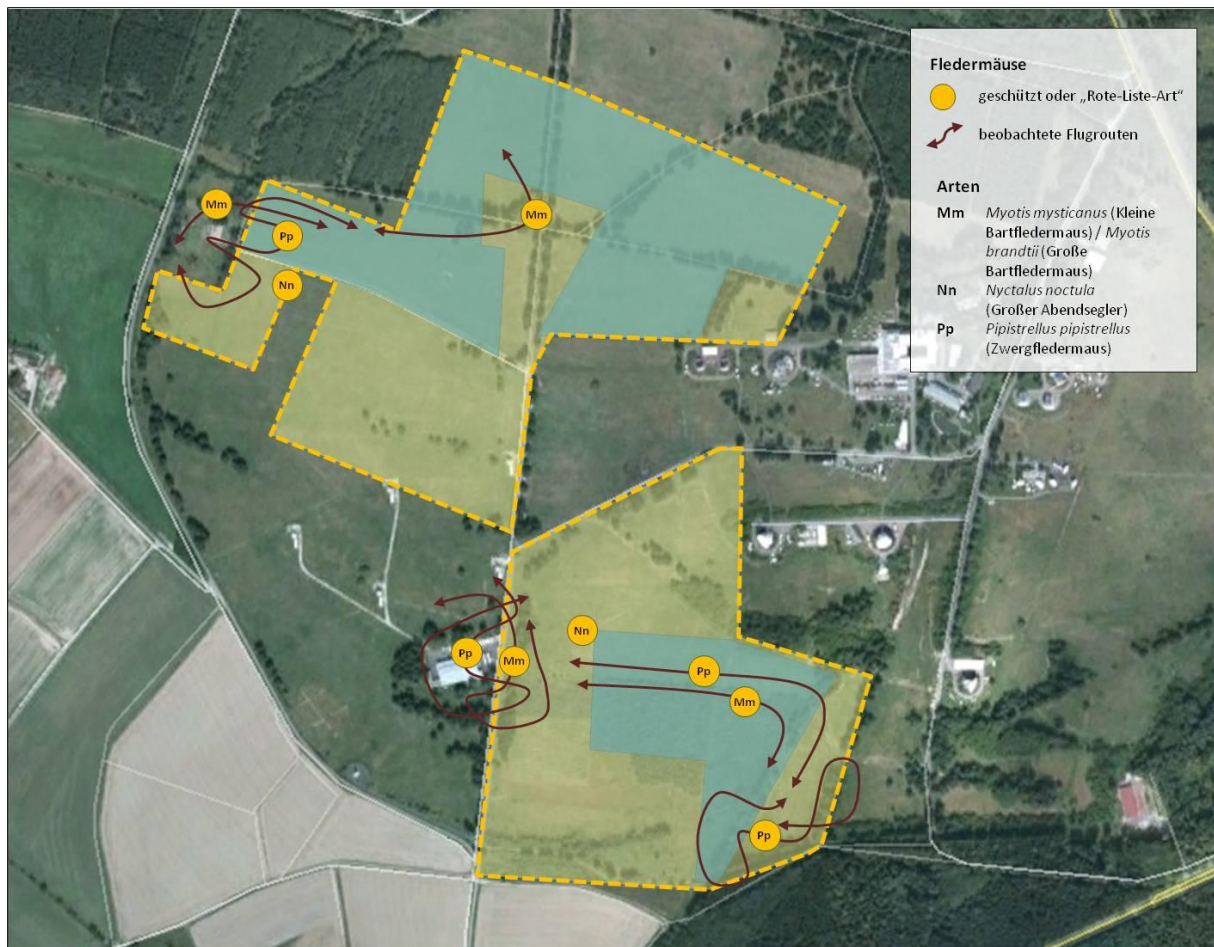 Fledermäuse
geschützt oder „Rote-Liste-Art“
beobachtete Flugrouten
Arten
Mm Myotis mysticanus (Kleine
Bartfledermaus) / Myotis
brandtii (Große
Bartfledermaus)
Nn Nyctalus noctula
(Großer Abendsegler)
Pp Pipistrellus pipistrellus
(Zwergfledermaus)
Mm
Mm
Pp
Nn
Nn
Pp
Mm
Pp
Mm
Pp